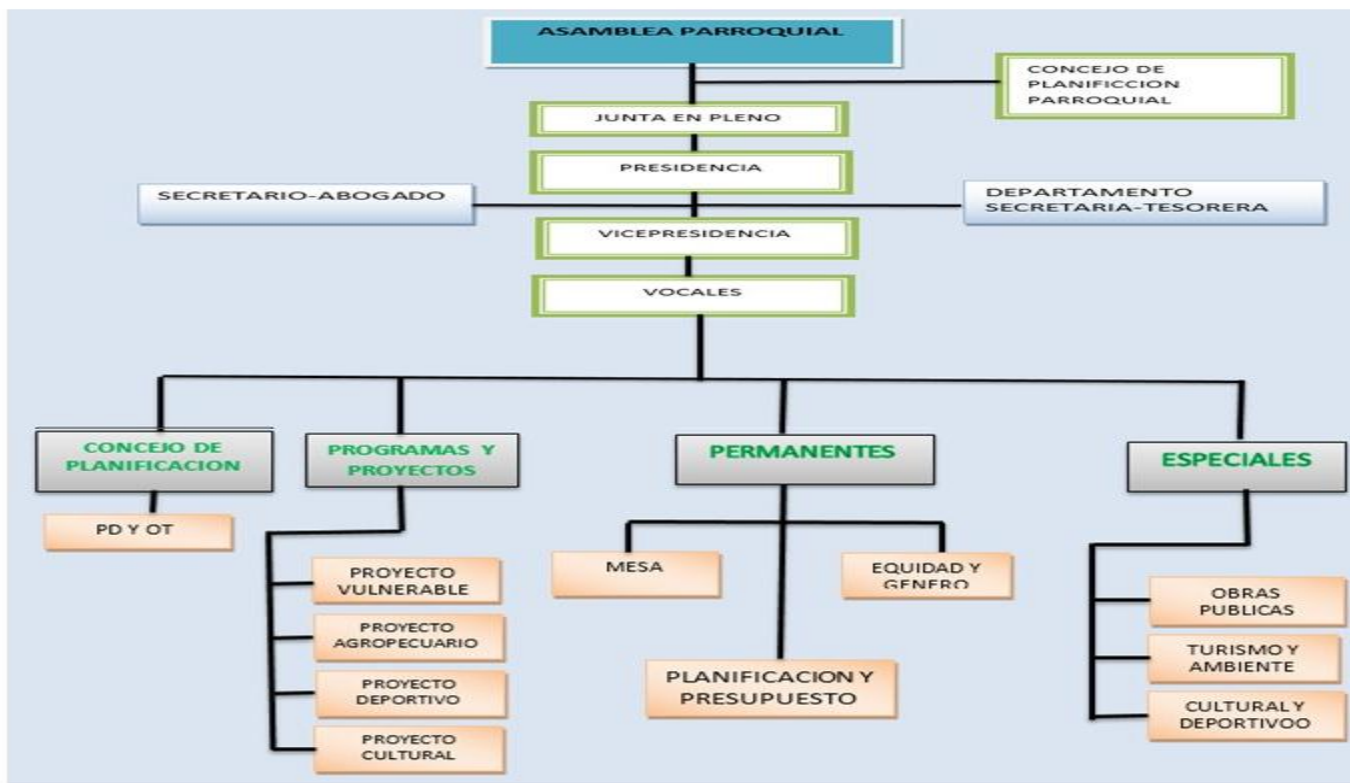 ASAMBLEA PARROQUIAL
CONCEJO DE
PLANIFICCION
PARROQUIAL
JUNTA EN PLENO
PRESIDENCIA
SECRETARIO-ABOGADO
DEPARTAMENTO
SECRETARIA-TESORERA
VICEPRESIDENCIA
VOCALES
CONCEJO DE
PLANIFICACION
PROGRAMAS Y
PROYECTOS
PERMANENTES
ESPECIALES
PD Y OT
PROYECTO
VULNERABLE
PROYECTO
AGROPECUARIO
PROYECTO
DEPORTIVO
PROYECTO
CULTURAL
MESA
EQUIDAD Y
GENERO
PLANIFICACION Y
PRESUPUESTO
OBRAS
PUBLICAS
TURISMO Y
AMBIENTE
CULTURAL Y
DEPORTIVOO